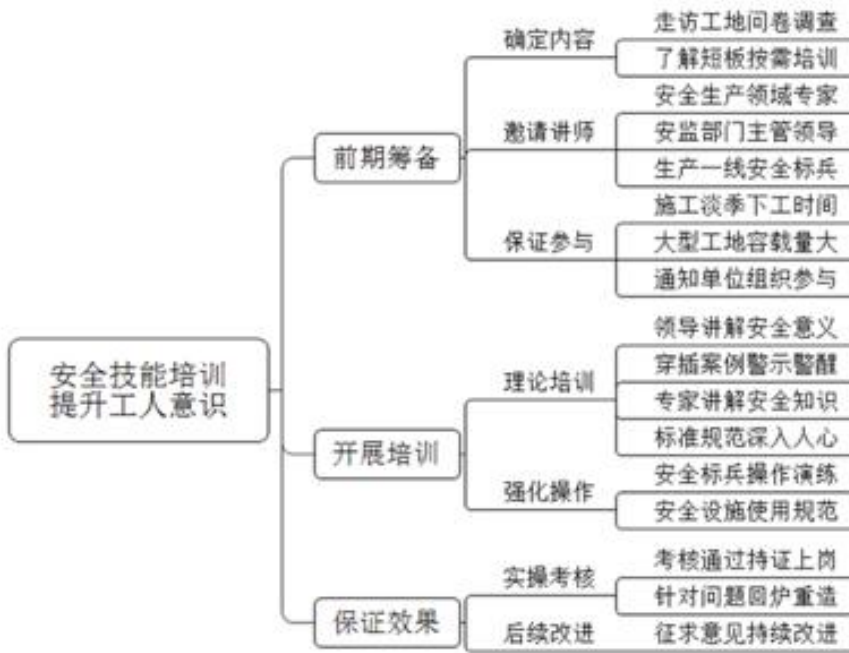 安全技能培训
提升工人意识
前期筹备
确定内容
走访工地问卷调查
了解短板按需培训
邀请讲师
安全生产领域专家
安监部门主管领导
生产一线安全标兵
保证参与
施工淡季下工时间
大型工地容载量大
通知单位组织参与
开展培训
理论培训
领导讲解安全意义
穿插案例警示警醒
专家讲解安全知识
标准规范深入人心
强化操作
安全标兵操作演练
安全设施使用规范
保证效果
实操考核
考核通过持证上岗
针对问题回炉重造
后续改进
征求意见持续改进